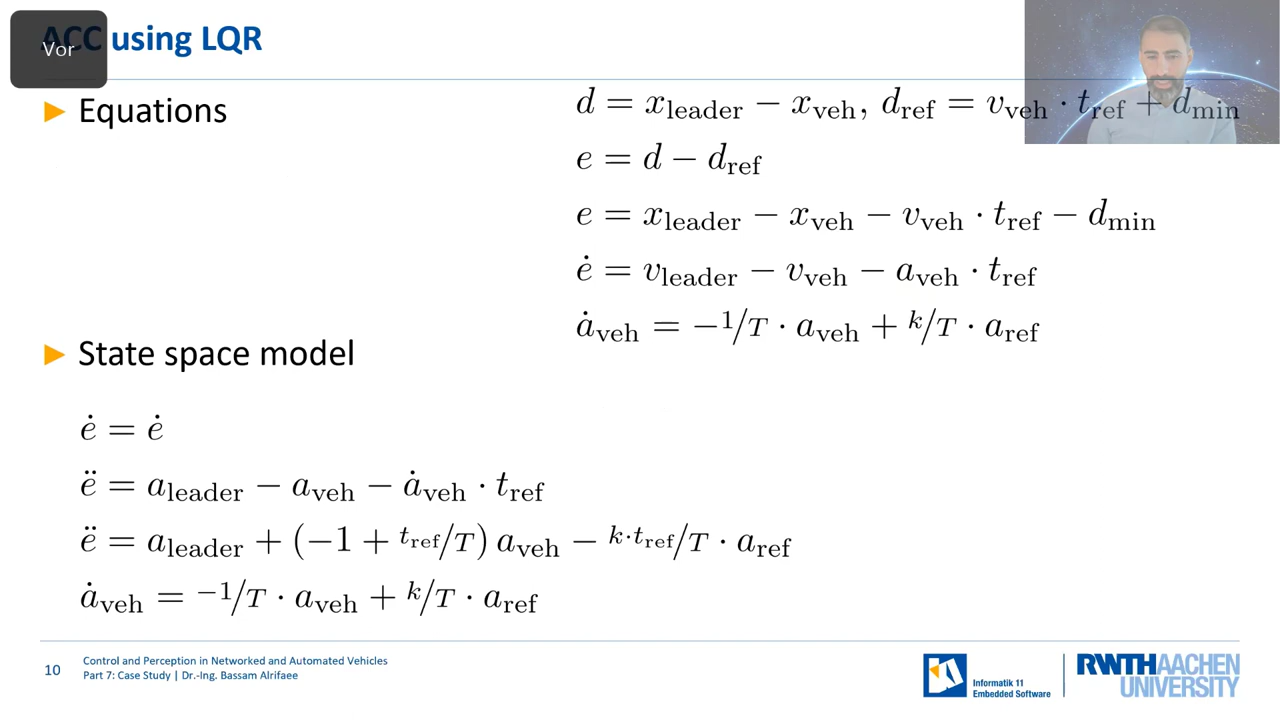 ACC using LQR
Vor
► Equations
d = x_leader − x_veh, d_ref = v_veh · t_ref + d_min
e = d − d_ref
e = x_leader − x_veh − v_veh · t_ref − d_min
ė = v_leader − v_veh − a_veh · t_ref
ȧ_veh = −1/T · a_veh + k/T · a_ref
► State space model
ė = ė
ë = a_leader − a_veh − ȧ_veh · t_ref
ë = a_leader + (−1 + t_ref/T) a_veh − k·t_ref/T · a_ref
ȧ_veh = −1/T · a_veh + k/T · a_ref
10
Control and Perception in Networked and Automated Vehicles
Part 7: Case Study | Dr.-Ing. Bassam Alrifaee
Informatik 11
Embedded Software
RWTHAACHEN
UNIVERSITY